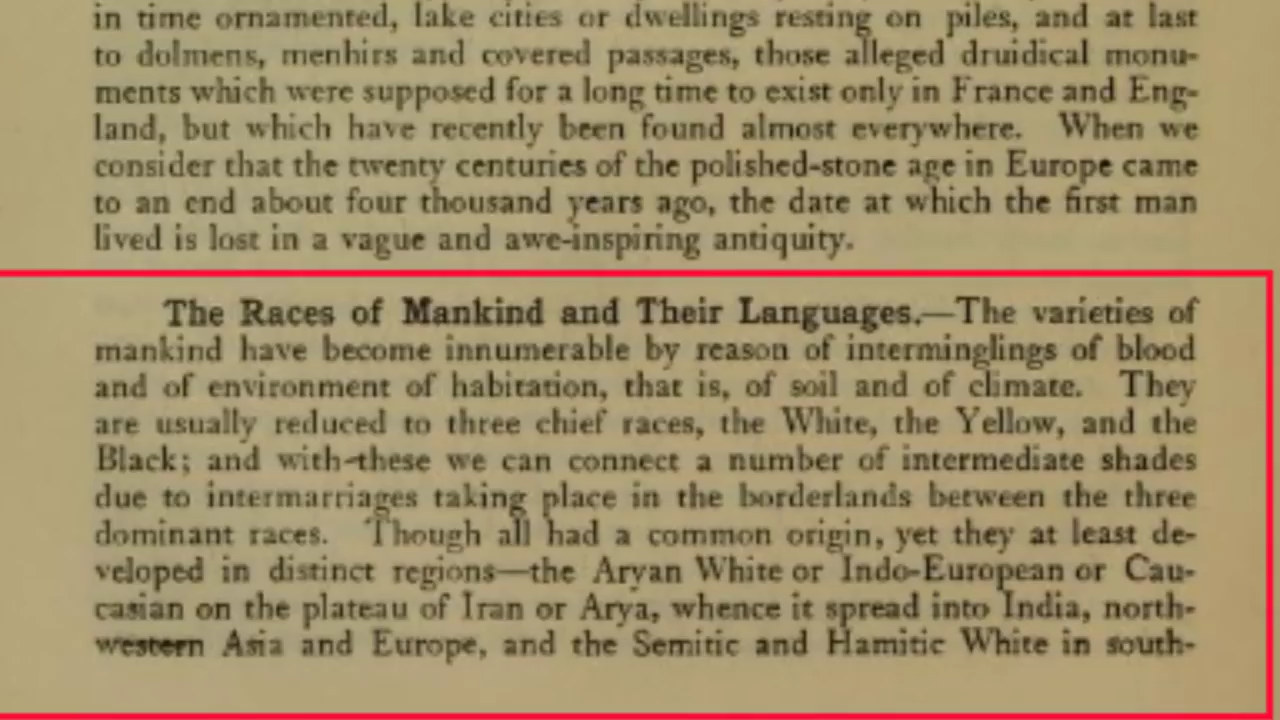 in time ornamented, lake cities or dwellings resting on piles, and at last
to dolmens, menhirs and covered passages, those alleged druidical monu-
ments which were supposed for a long time to exist only in France and Eng-
land, but which have recently been found almost everywhere. When we
consider that the twenty centuries of the polished-stone age in Europe came
to an end about four thousand years ago, the date at which the first man
lived is lost in a vague and awe-inspiring antiquity.
The Races of Mankind and Their Languages.—The varieties of
mankind have become innumerable by reason of interminglings of blood
and of environment of habitation, that is, of soil and of climate. They
are usually reduced to three chief races, the White, the Yellow, and the
Black; and with-these we can connect a number of intermediate shades
due to intermarriages taking place in the borderlands between the three
dominant races. Though all had a common origin, yet they at least de-
veloped in distinct regions—the Aryan White or Indo-European or Cau-
casian on the plateau of Iran or Arya, whence it spread into India, north-
western Asia and Europe, and the Semitic and Hamitic White in south-